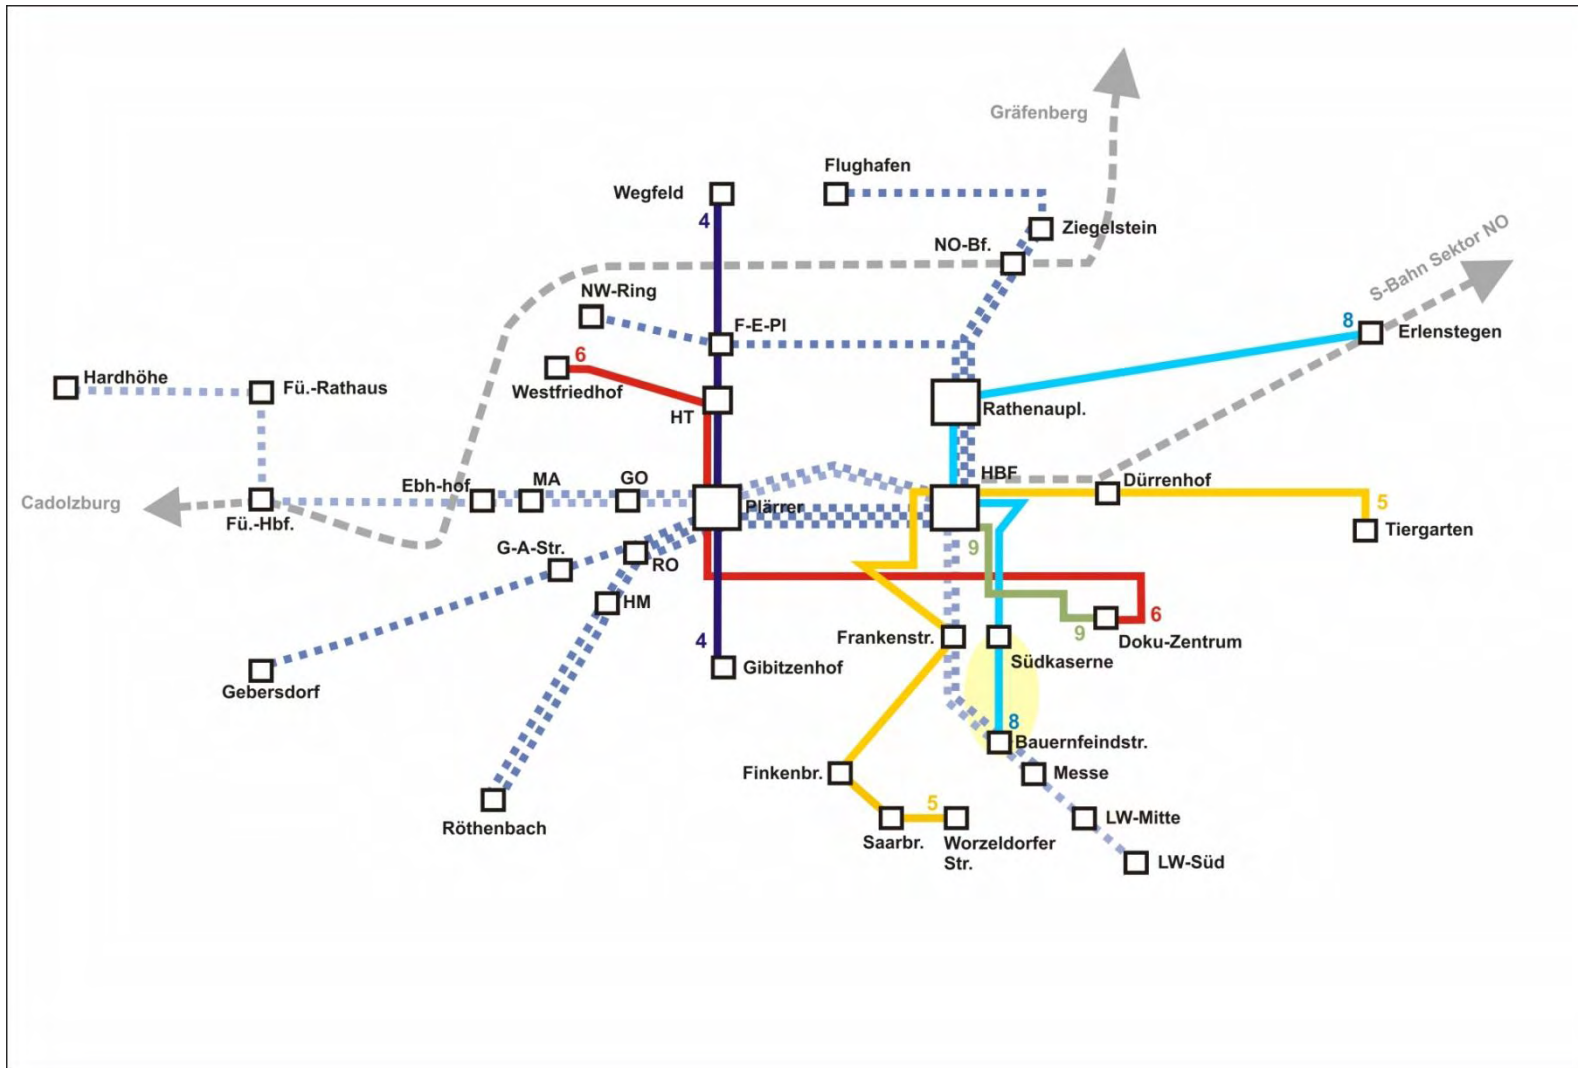 Gräfenberg
Flughafen
Wegfeld
4
Ziegelstein
NO-Bf.
S-Bahn Sektor NO
NW-Ring
F-E-Pl
8
Erlenstegen
6
Westfriedhof
Hardhöhe
Fü.-Rathaus
HT
Rathenaupl.
HBF
Dürrenhof
Ebh-hof
MA
GO
Cadolzburg
Fü.-Hbf.
Plärrer
5
Tiergarten
G-A-Str.
RO
9
HM
6
9
Doku-Zentrum
4
Frankenstr.
Südkaserne
Gibitzenhof
Gebersdorf
8
Bauernfeindstr.
Finkenbr.
Messe
5
LW-Mitte
Röthenbach
Saarbr.
Worzeldorfer
Str.
LW-Süd